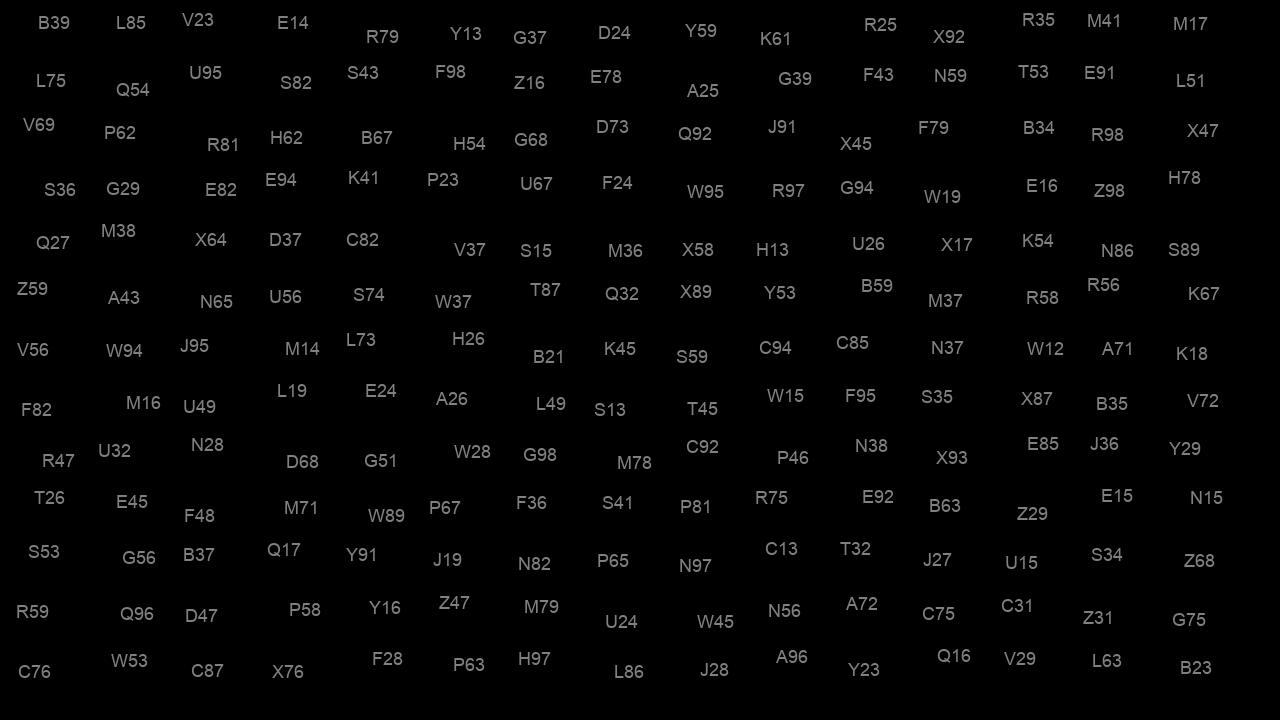 B39 L85 V23 E14 R79 Y13 G37 D24 Y59 K61 R25 X92 R35 M41 M17
L75 Q54 U95 S82 S43 F98 Z16 E78 A25 G39 F43 N59 T53 E91 L51
V69 P62 R81 H62 B67 H54 G68 D73 Q92 J91 X45 F79 B34 R98 X47
S36 G29 E82 E94 K41 P23 U67 F24 W95 R97 G94 W19 E16 Z98 H78
Q27 M38 X64 D37 C82 V37 S15 M36 X58 H13 U26 X17 K54 N86 S89
Z59 A43 N65 U56 S74 W37 T87 Q32 X89 Y53 B59 M37 R58 R56 K67
V56 W94 J95 M14 L73 H26 B21 K45 S59 C94 C85 N37 W12 A71 K18
F82 M16 U49 L19 E24 A26 L49 S13 T45 W15 F95 S35 X87 B35 V72
R47 U32 N28 D68 G51 W28 G98 M78 C92 P46 N38 X93 E85 J36 Y29
T26 E45 F48 M71 W89 P67 F36 S41 P81 R75 E92 B63 Z29 E15 N15
S53 G56 B37 Q17 Y91 J19 N82 P65 N97 C13 T32 J27 U15 S34 Z68
R59 Q96 D47 P58 Y16 Z47 M79 U24 W45 N56 A72 C75 C31 Z31 G75
C76 W53 C87 X76 F28 P63 H97 L86 J28 A96 Y23 Q16 V29 L63 B23